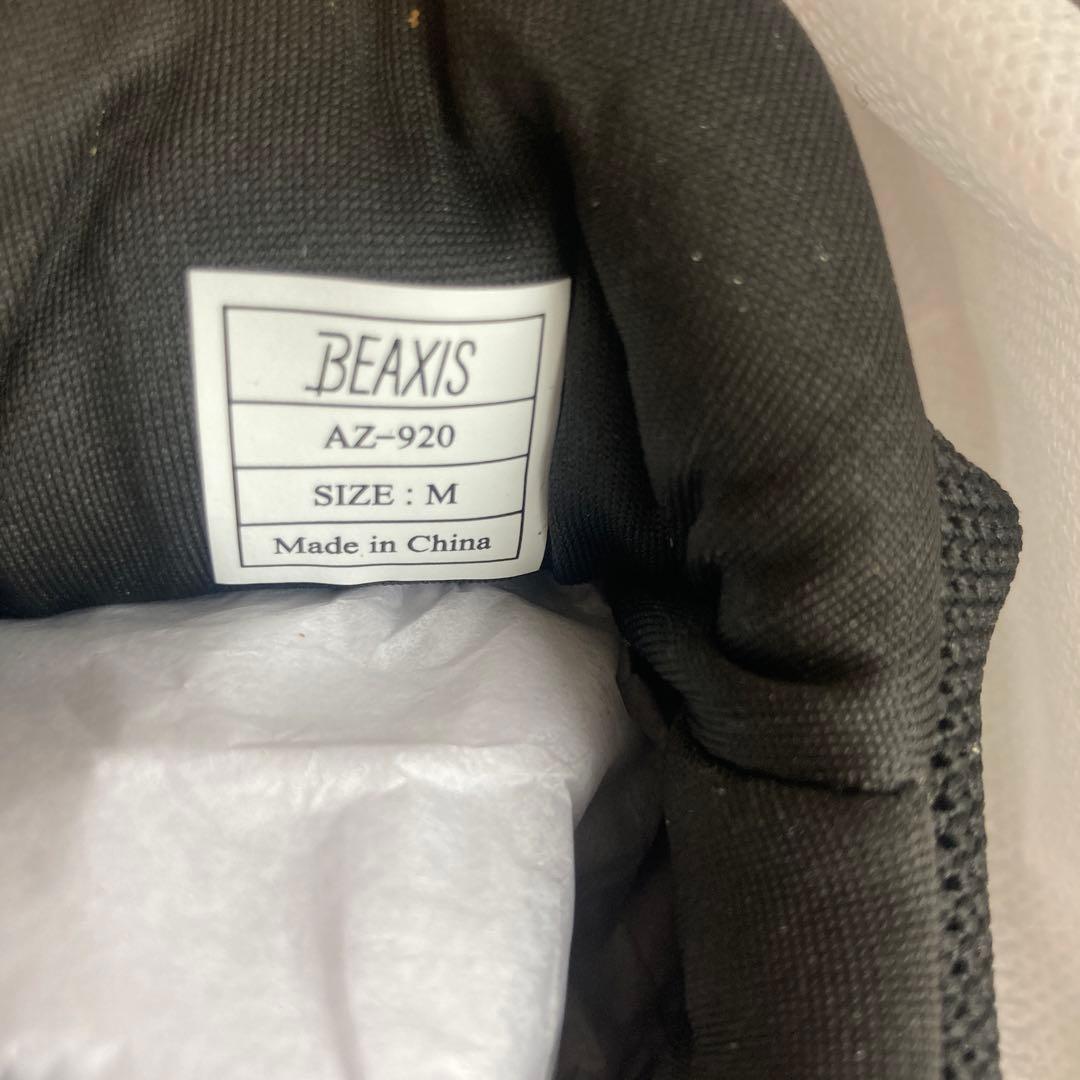 BEAXIS
AZ-920
SIZE : M
Made in China